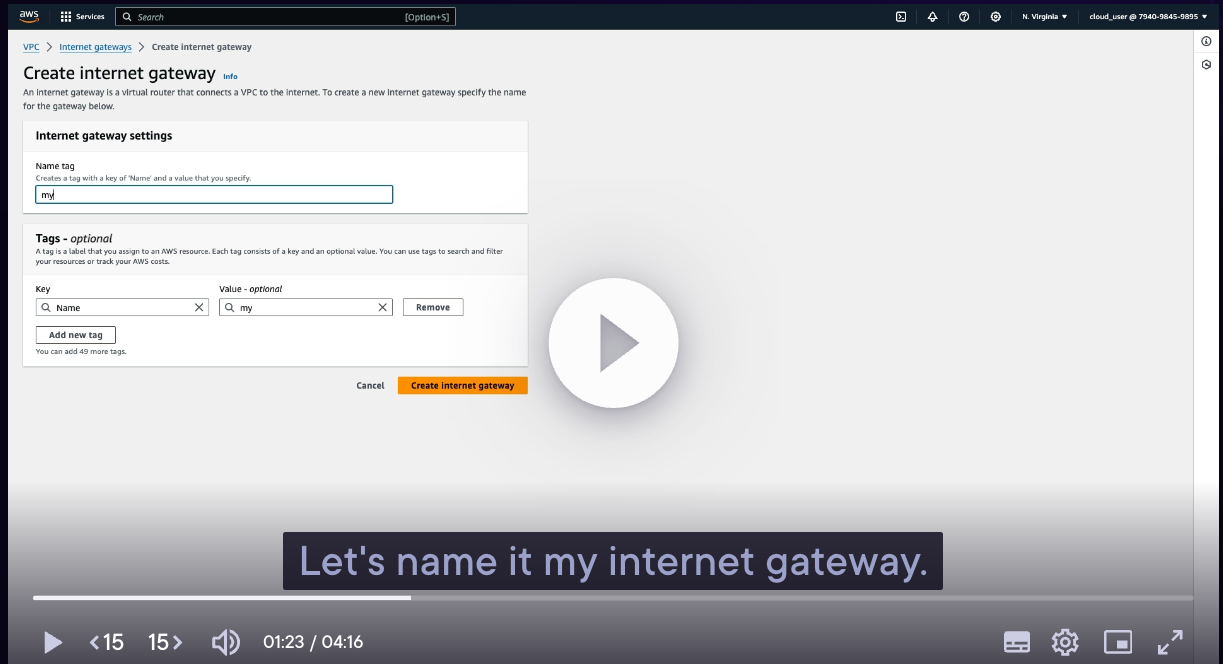 aws
Services
Search
[Option+S]
N. Virginia
cloud_user @ 7940-9845-9895
VPC > Internet gateways > Create internet gateway
Create internet gateway Info
An internet gateway is a virtual router that connects a VPC to the internet. To create a new internet gateway specify the name
for the gateway below.
Internet gateway settings
Name tag
Creates a tag with a key of 'Name' and a value that you specify.
my
Tags - optional
A tag is a label that you assign to an AWS resource. Each tag consists of a key and an optional value. You can use tags to search and filter
your resources or track your AWS costs.
Key
Value - optional
Name
my
Remove
Add new tag
You can add 49 more tags.
Cancel
Create internet gateway
Let's name it my internet gateway.
<15
15>
01:23 / 04:16